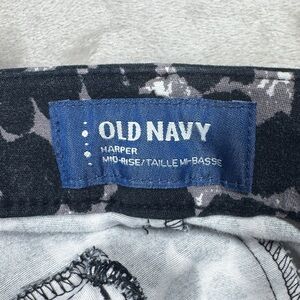 OLD NAVY
HARPER
MID-RISE/TAILLE MI-BASSE